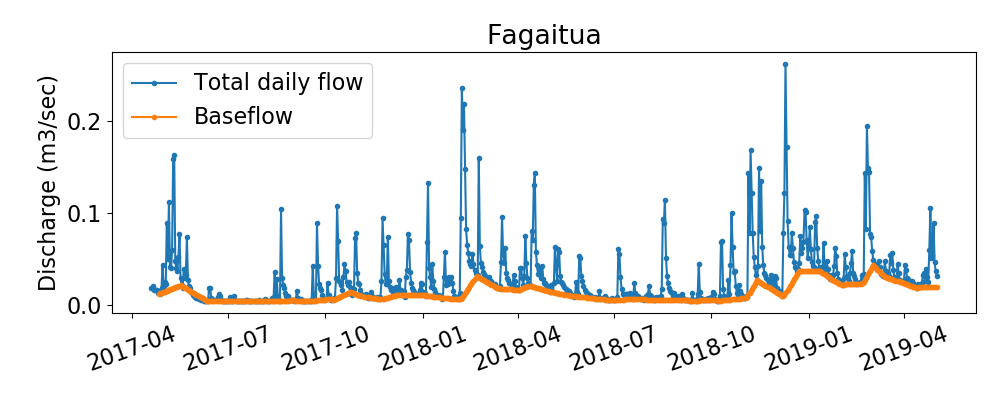 Fagaitua
Total daily flow
Baseflow
Discharge (m3/sec)
0.2
0.1
0.0
2017-04 2017-07 2017-10 2018-01 2018-04 2018-07 2018-10 2019-01 2019-04